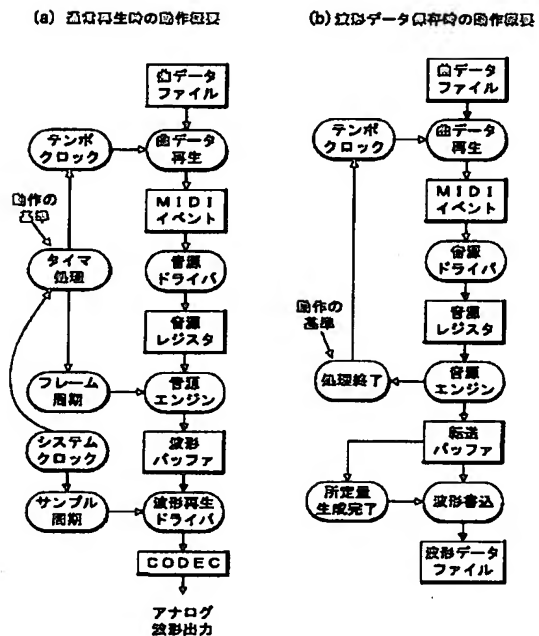 (a) 通常再生時の動作概要
曲データ
ファイル
テンポ
クロック
曲データ
再生
動作の
基準
MIDI
イベント
タイマ
処理
音源
ドライバ
音源
レジスタ
フレーム
周期
音源
エンジン
システム
クロック
波形
バッファ
サンプル
周期
波形再生
ドライバ
CODEC
アナログ
波形出力
(b) 波形データ保存時の動作概要
曲データ
ファイル
テンポ
クロック
曲データ
再生
MIDI
イベント
音源
ドライバ
動作の
基準
音源
レジスタ
処理終了
音源
エンジン
転送
バッファ
所定量
生成完了
波形書込
波形データ
ファイル